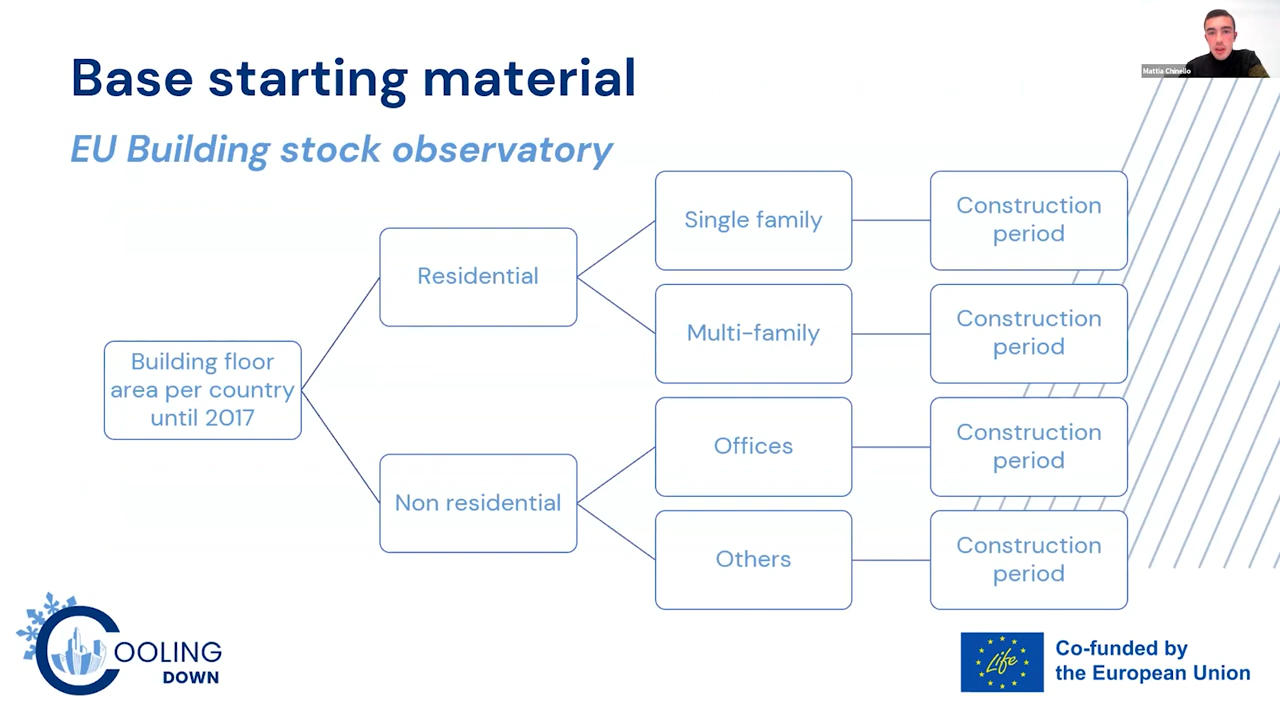 Mattia Chinello
Base starting material
EU Building stock observatory
Building floor
area per country
until 2017
Residential
Non residential
Single family
Multi-family
Offices
Others
Construction
period
Construction
period
Construction
period
Construction
period
COOLING
DOWN
Life
Co-funded by
the European Union